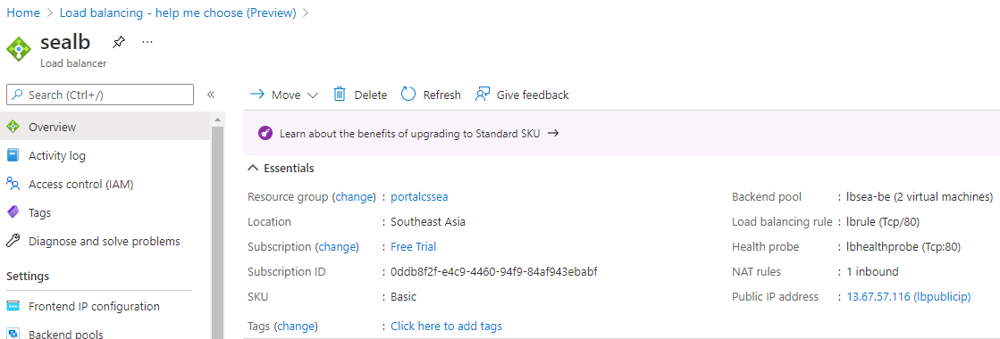 Home > Load balancing - help me choose (Preview) >
sealb ...
Load balancer
Search (Ctrl+/) «
Move Delete Refresh Give feedback
Overview
Activity log
Access control (IAM)
Tags
Diagnose and solve problems
Settings
Frontend IP configuration
Backend pools
Learn about the benefits of upgrading to Standard SKU →
Essentials
Resource group (change) : portalcssea
Location : Southeast Asia
Subscription (change) : Free Trial
Subscription ID : 0ddb8f2f-e4c9-4460-94f9-84af943ebabf
SKU : Basic
Tags (change) : Click here to add tags
Backend pool : lbsea-be (2 virtual machines)
Load balancing rule : lbrule (Tcp/80)
Health probe : lbhealthprobe (Tcp:80)
NAT rules : 1 inbound
Public IP address : 13.67.57.116 (lbpublicip)